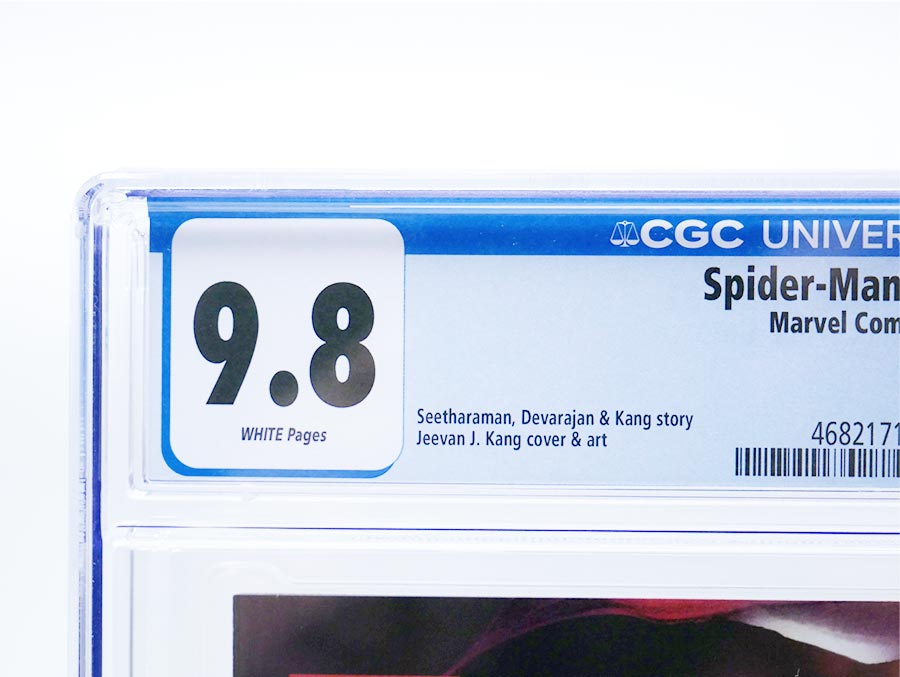 CGC UNIVER
Spider-Man
Marvel Com
9.8
WHITE Pages
Seetharaman, Devarajan & Kang story
Jeevan J. Kang cover & art
4682171